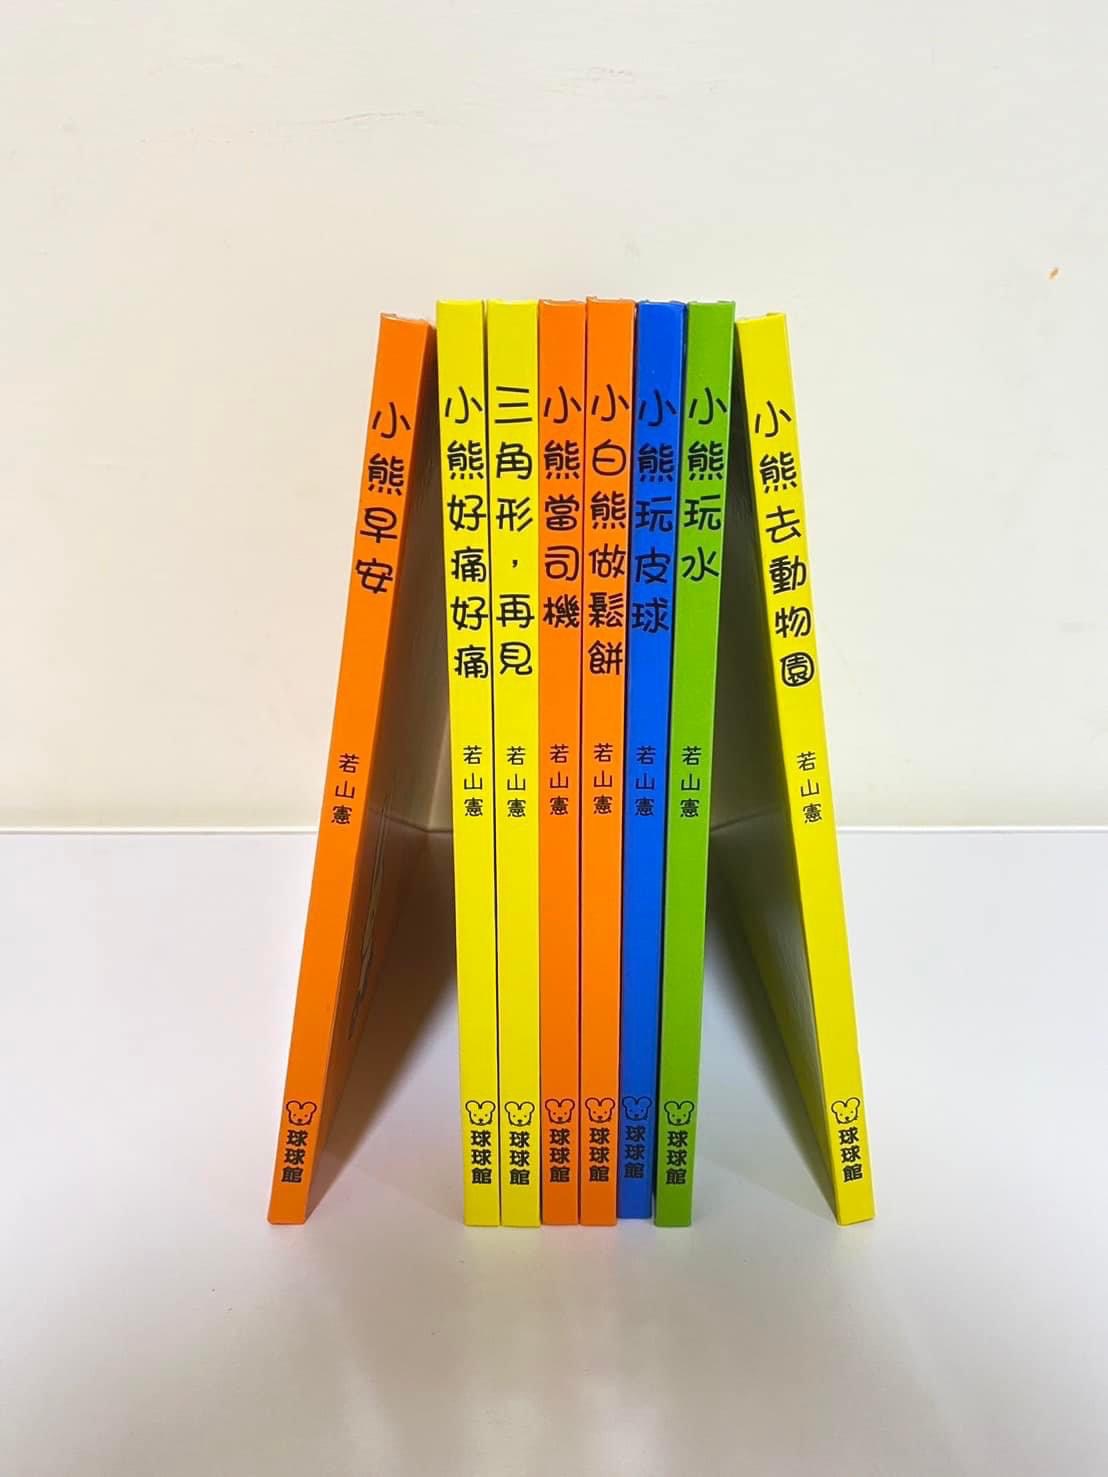 小熊早安
若山憲
球球館
小熊好痛好痛
若山憲
球球館
三角形，再見
若山憲
球球館
小熊當司機
若山憲
球球館
小白熊做鬆餅
若山憲
球球館
小熊玩皮球
若山憲
球球館
小熊玩水
若山憲
球球館
小熊去動物園
若山憲
球球館